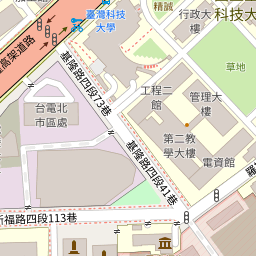 精誠
臺灣科技
大學
行政大
樓
科技大
高架道路
草地
基隆路四段73巷
工程二
館
管理大
樓
台電北
市區處
基隆路四段41巷
第二教
學大樓
電資館
福路四段113巷